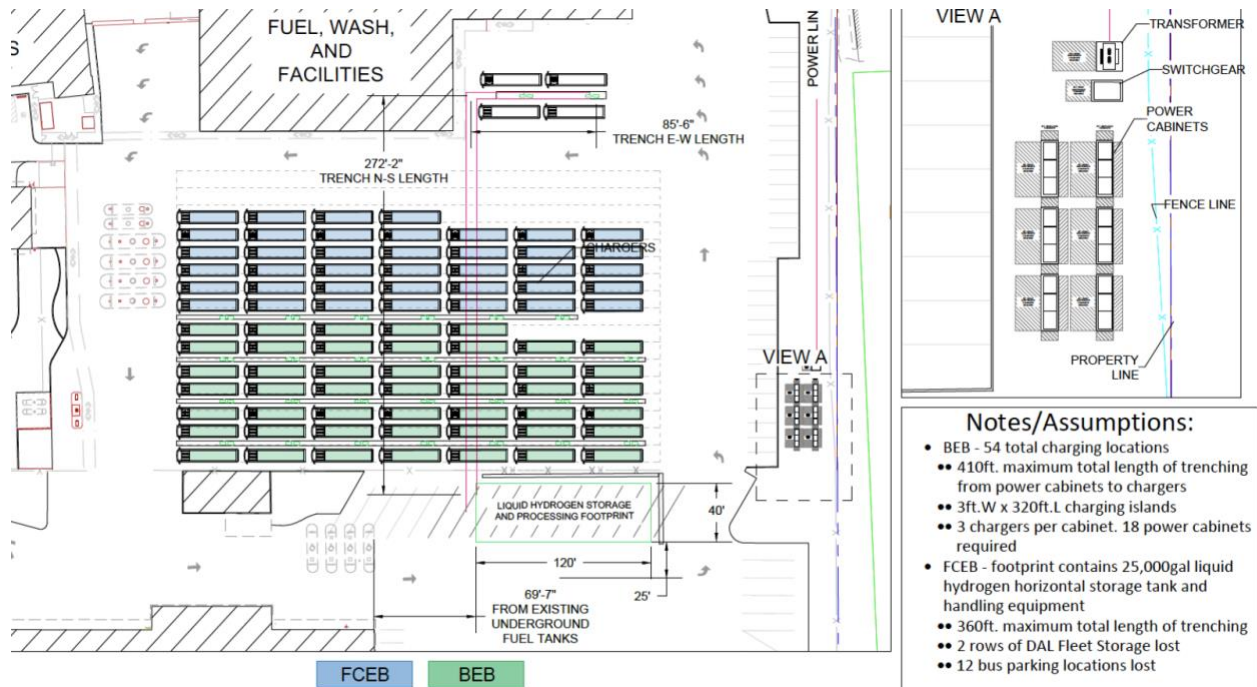 FUEL, WASH,
AND
FACILITIES
S
POWER LIN
85'-6"
TRENCH E-W LENGTH
272'-2"
TRENCH N-S LENGTH
CHARGERS
VIEW A
LIQUID HYDROGEN STORAGE
AND PROCESSING FOOTPRINT
40'
120'
25'
69'-7"
FROM EXISTING
UNDERGROUND
FUEL TANKS
FCEB
BEB
VIEW A
TRANSFORMER
SWITCHGEAR
POWER
CABINETS
FENCE LINE
PROPERTY
LINE
Notes/Assumptions:
• BEB - 54 total charging locations
•• 410ft. maximum total length of trenching
from power cabinets to chargers
•• 3ft.W x 320ft.L charging islands
•• 3 chargers per cabinet. 18 power cabinets
required
• FCEB - footprint contains 25,000gal liquid
hydrogen horizontal storage tank and
handling equipment
•• 360ft. maximum total length of trenching
•• 2 rows of DAL Fleet Storage lost
•• 12 bus parking locations lost